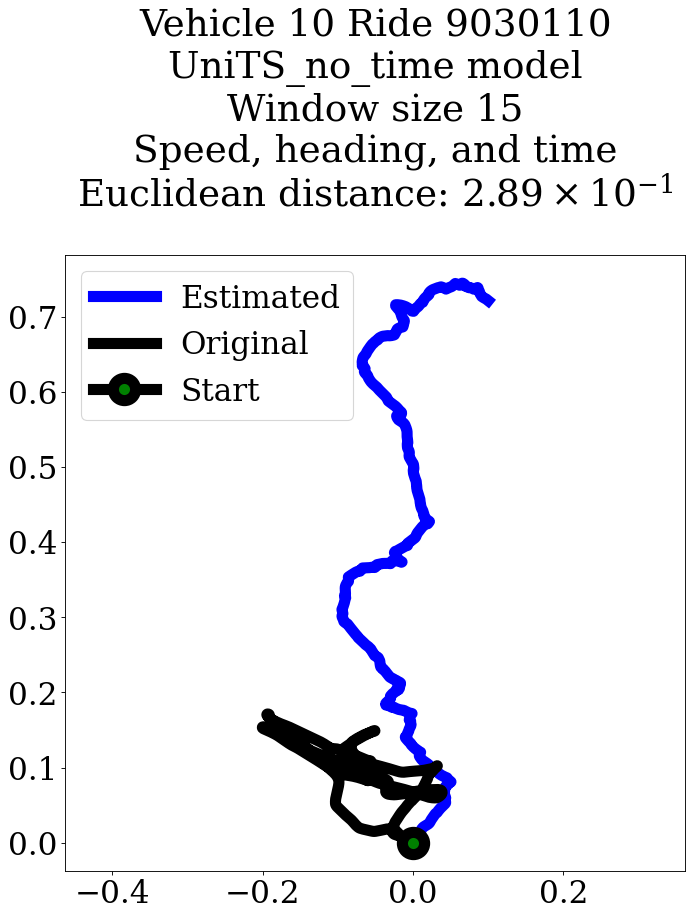 Vehicle 10 Ride 9030110
UniTS_no_time model
Window size 15
Speed, heading, and time
Euclidean distance: 2.89 × 10⁻¹
Estimated
Original
Start
0.7
0.6
0.5
0.4
0.3
0.2
0.1
0.0
−0.4 −0.2 0.0 0.2